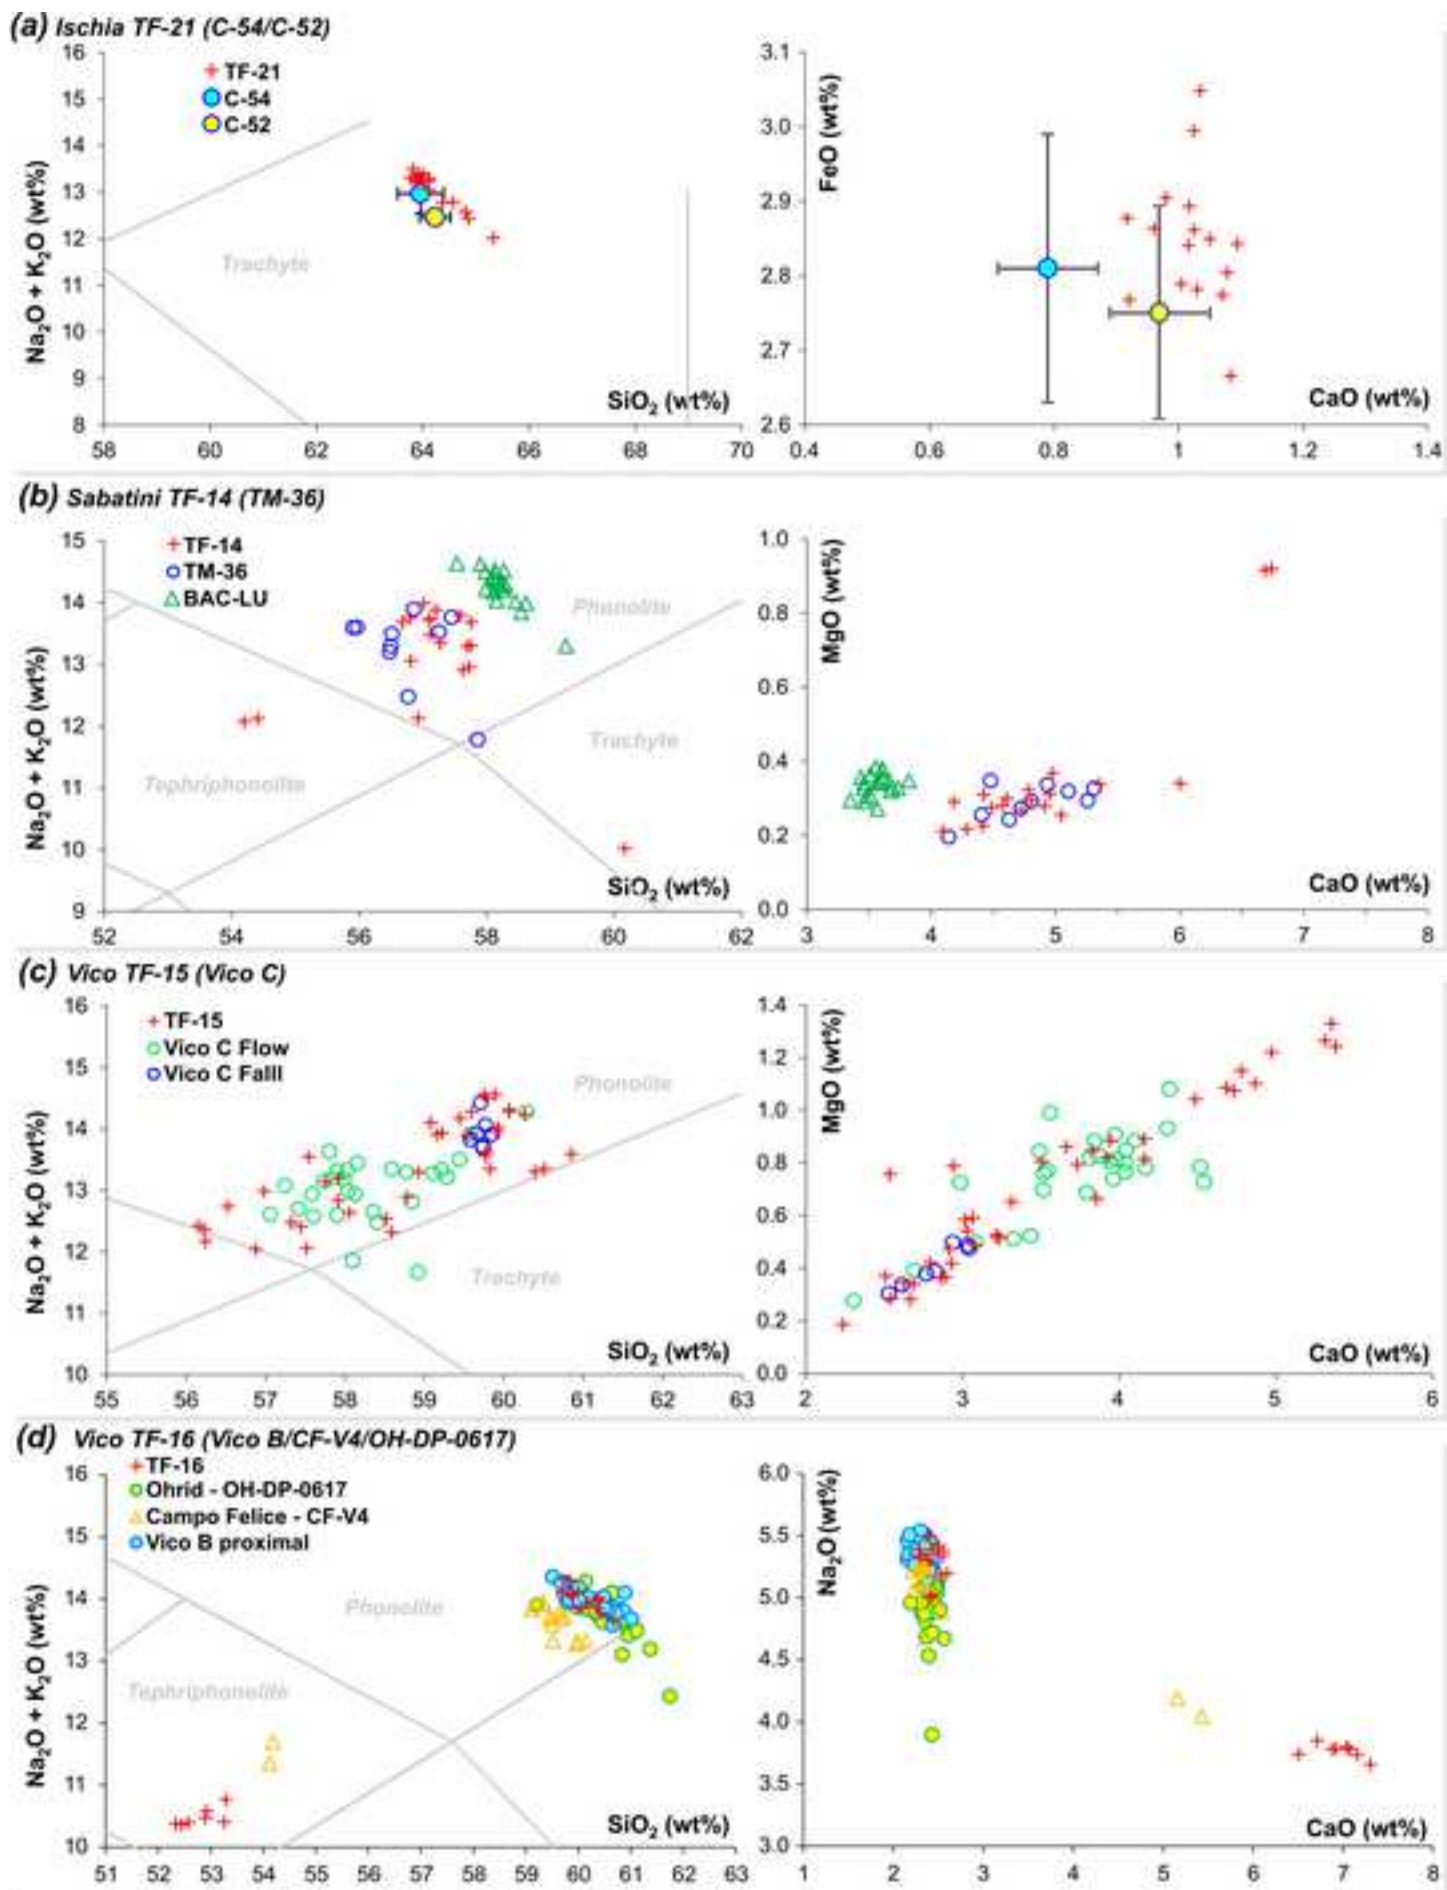 (a) Ischia TF-21 (C-54/C-52)
16
15
14
13
12
11
10
9
8
Na2O + K2O (wt%)
TF-21
C-54
C-52
Trachyte
SiO2 (wt%)
58 60 62 64 66 68 70
3.1
3.0
2.9
2.8
2.7
2.6
FeO (wt%)
CaO (wt%)
0.4 0.6 0.8 1 1.2 1.4
(b) Sabatini TF-14 (TM-36)
15
14
13
12
11
10
9
Na2O + K2O (wt%)
TF-14
TM-36
BAC-LU
Phonolite
Trachyte
Tephriphonolite
SiO2 (wt%)
52 54 56 58 60 62
1.0
0.8
0.6
0.4
0.2
0.0
MgO (wt%)
CaO (wt%)
3 4 5 6 7 8
(c) Vico TF-15 (Vico C)
16
15
14
13
12
11
10
Na2O + K2O (wt%)
TF-15
Vico C Flow
Vico C Falll
Phonolite
Trachyte
SiO2 (wt%)
55 56 57 58 59 60 61 62 63
1.4
1.2
1.0
0.8
0.6
0.4
0.2
0.0
MgO (wt%)
CaO (wt%)
2 3 4 5 6
(d) Vico TF-16 (Vico B/CF-V4/OH-DP-0617)
16
15
14
13
12
11
10
Na2O + K2O (wt%)
TF-16
Ohrid - OH-DP-0617
Campo Felice - CF-V4
Vico B proximal
Phonolite
Tephriphonolite
SiO2 (wt%)
51 52 53 54 55 56 57 58 59 60 61 62 63
6.0
5.5
5.0
4.5
4.0
3.5
3.0
Na2O (wt%)
CaO (wt%)
1 2 3 4 5 6 7 8